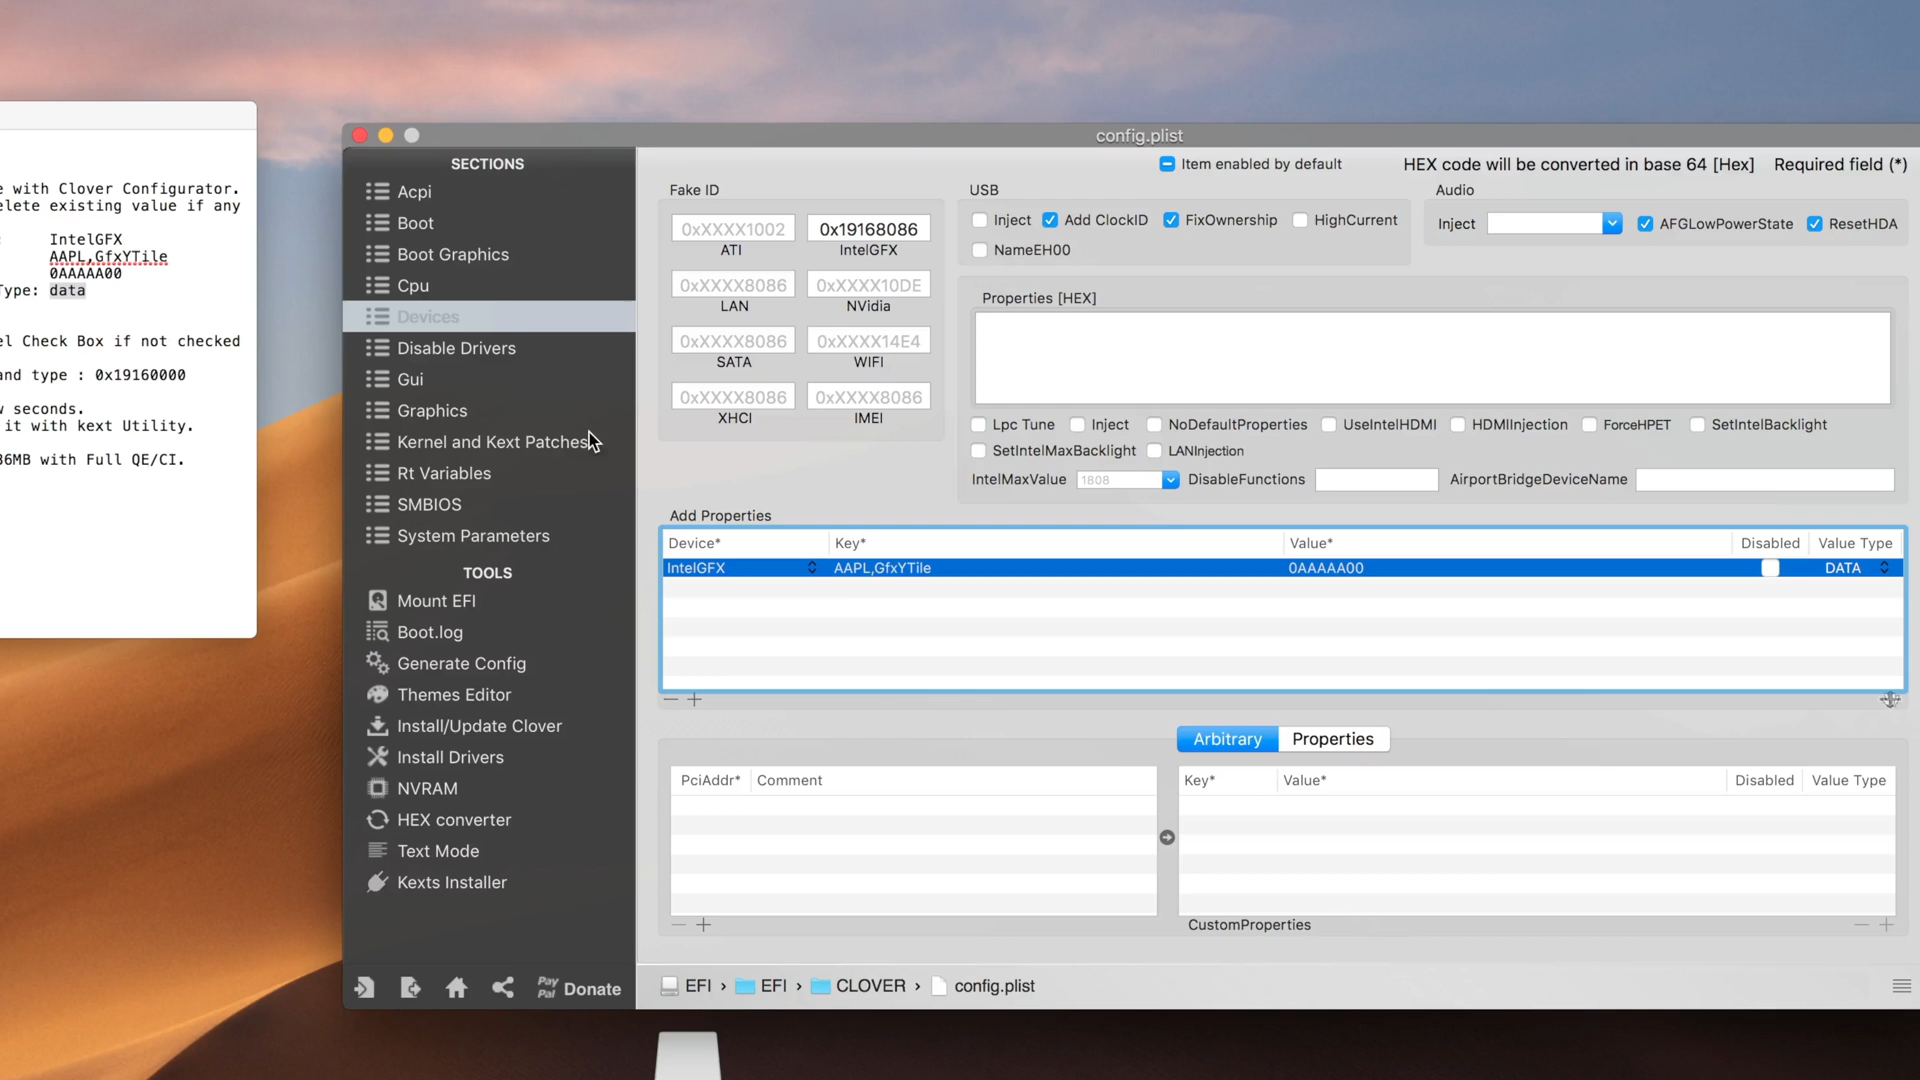 e with Clover Configurator.
elete existing value if any
: IntelGFX
AAPL,GfxYTile
0AAAAA00
Type: data
el Check Box if not checked
and type : 0x19160000
w seconds.
it with kext Utility.
36MB with Full QE/CI.
config.plist
SECTIONS
Acpi
Boot
Boot Graphics
Cpu
Devices
Disable Drivers
Gui
Graphics
Kernel and Kext Patches
Rt Variables
SMBIOS
System Parameters
TOOLS
Mount EFI
Boot.log
Generate Config
Themes Editor
Install/Update Clover
Install Drivers
NVRAM
HEX converter
Text Mode
Kexts Installer
Pay Pal Donate
Item enabled by default HEX code will be converted in base 64 [Hex] Required field (*)
Fake ID
0xXXXX1002 0x19168086
ATI IntelGFX
0xXXXX8086 0xXXXX10DE
LAN NVidia
0xXXXX8086 0xXXXX14E4
SATA WIFI
0xXXXX8086 0xXXXX8086
XHCI IMEI
USB
Inject Add ClockID FixOwnership HighCurrent
NameEH00
Audio
Inject AFGLowPowerState ResetHDA
Properties [HEX]
Lpc Tune Inject NoDefaultProperties UseIntelHDMI HDMIInjection ForceHPET SetIntelBacklight
SetIntelMaxBacklight LANInjection
IntelMaxValue 1808 DisableFunctions AirportBridgeDeviceName
Add Properties
Device* Key* Value* Disabled Value Type
IntelGFX AAPL,GfxYTile 0AAAAA00 DATA
Arbitrary Properties
PciAddr* Comment
Key* Value* Disabled Value Type
CustomProperties
EFI › EFI › CLOVER › config.plist